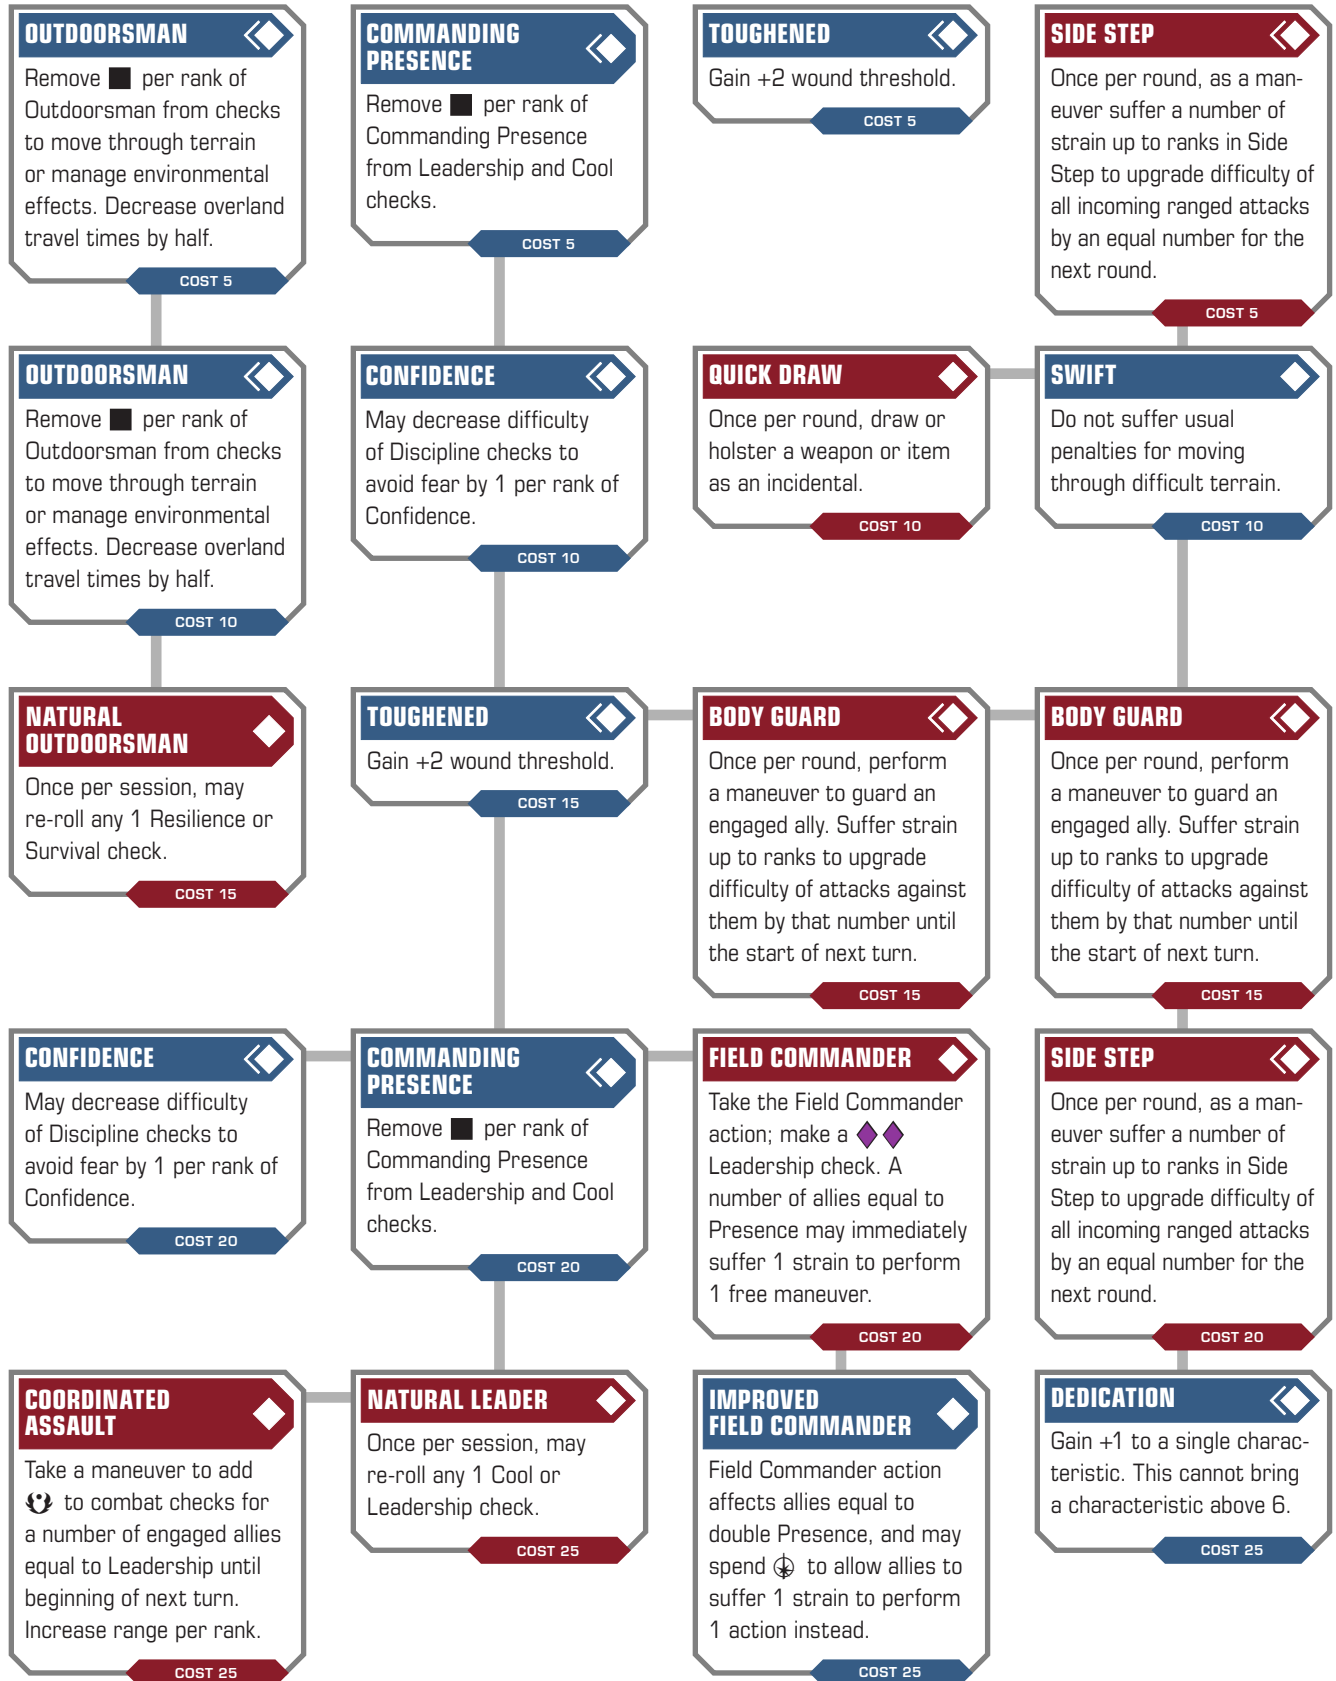 OUTDOORSMAN
Remove per rank of
Outdoorsman from checks
to move through terrain
or manage environmental
effects. Decrease overland
travel times by half.
COST 5
COMMANDING
PRESENCE
Remove per rank of
Commanding Presence
from Leadership and Cool
checks.
COST 5
TOUGHENED
Gain +2 wound threshold.
COST 5
SIDE STEP
Once per round, as a man-
euver suffer a number of
strain up to ranks in Side
Step to upgrade difficulty of
all incoming ranged attacks
by an equal number for the
next round.
COST 5
OUTDOORSMAN
Remove per rank of
Outdoorsman from checks
to move through terrain
or manage environmental
effects. Decrease overland
travel times by half.
COST 10
CONFIDENCE
May decrease difficulty
of Discipline checks to
avoid fear by 1 per rank of
Confidence.
COST 10
QUICK DRAW
Once per round, draw or
holster a weapon or item
as an incidental.
COST 10
SWIFT
Do not suffer usual
penalties for moving
through difficult terrain.
COST 10
NATURAL
OUTDOORSMAN
Once per session, may
re-roll any 1 Resilience or
Survival check.
COST 15
TOUGHENED
Gain +2 wound threshold.
COST 15
BODY GUARD
Once per round, perform
a maneuver to guard an
engaged ally. Suffer strain
up to ranks to upgrade
difficulty of attacks against
them by that number until
the start of next turn.
COST 15
BODY GUARD
Once per round, perform
a maneuver to guard an
engaged ally. Suffer strain
up to ranks to upgrade
difficulty of attacks against
them by that number until
the start of next turn.
COST 15
CONFIDENCE
May decrease difficulty
of Discipline checks to
avoid fear by 1 per rank of
Confidence.
COST 20
COMMANDING
PRESENCE
Remove per rank of
Commanding Presence
from Leadership and Cool
checks.
COST 20
FIELD COMMANDER
Take the Field Commander
action; make a
Leadership check. A
number of allies equal to
Presence may immediately
suffer 1 strain to perform
1 free maneuver.
COST 20
SIDE STEP
Once per round, as a man-
euver suffer a number of
strain up to ranks in Side
Step to upgrade difficulty of
all incoming ranged attacks
by an equal number for the
next round.
COST 20
COORDINATED
ASSAULT
Take a maneuver to add
to combat checks for
a number of engaged allies
equal to Leadership until
beginning of next turn.
Increase range per rank.
COST 25
NATURAL LEADER
Once per session, may
re-roll any 1 Cool or
Leadership check.
COST 25
IMPROVED
FIELD COMMANDER
Field Commander action
affects allies equal to
double Presence, and may
spend to allow allies to
suffer 1 strain to perform
1 action instead.
COST 25
DEDICATION
Gain +1 to a single charac-
teristic. This cannot bring
a characteristic above 6.
COST 25